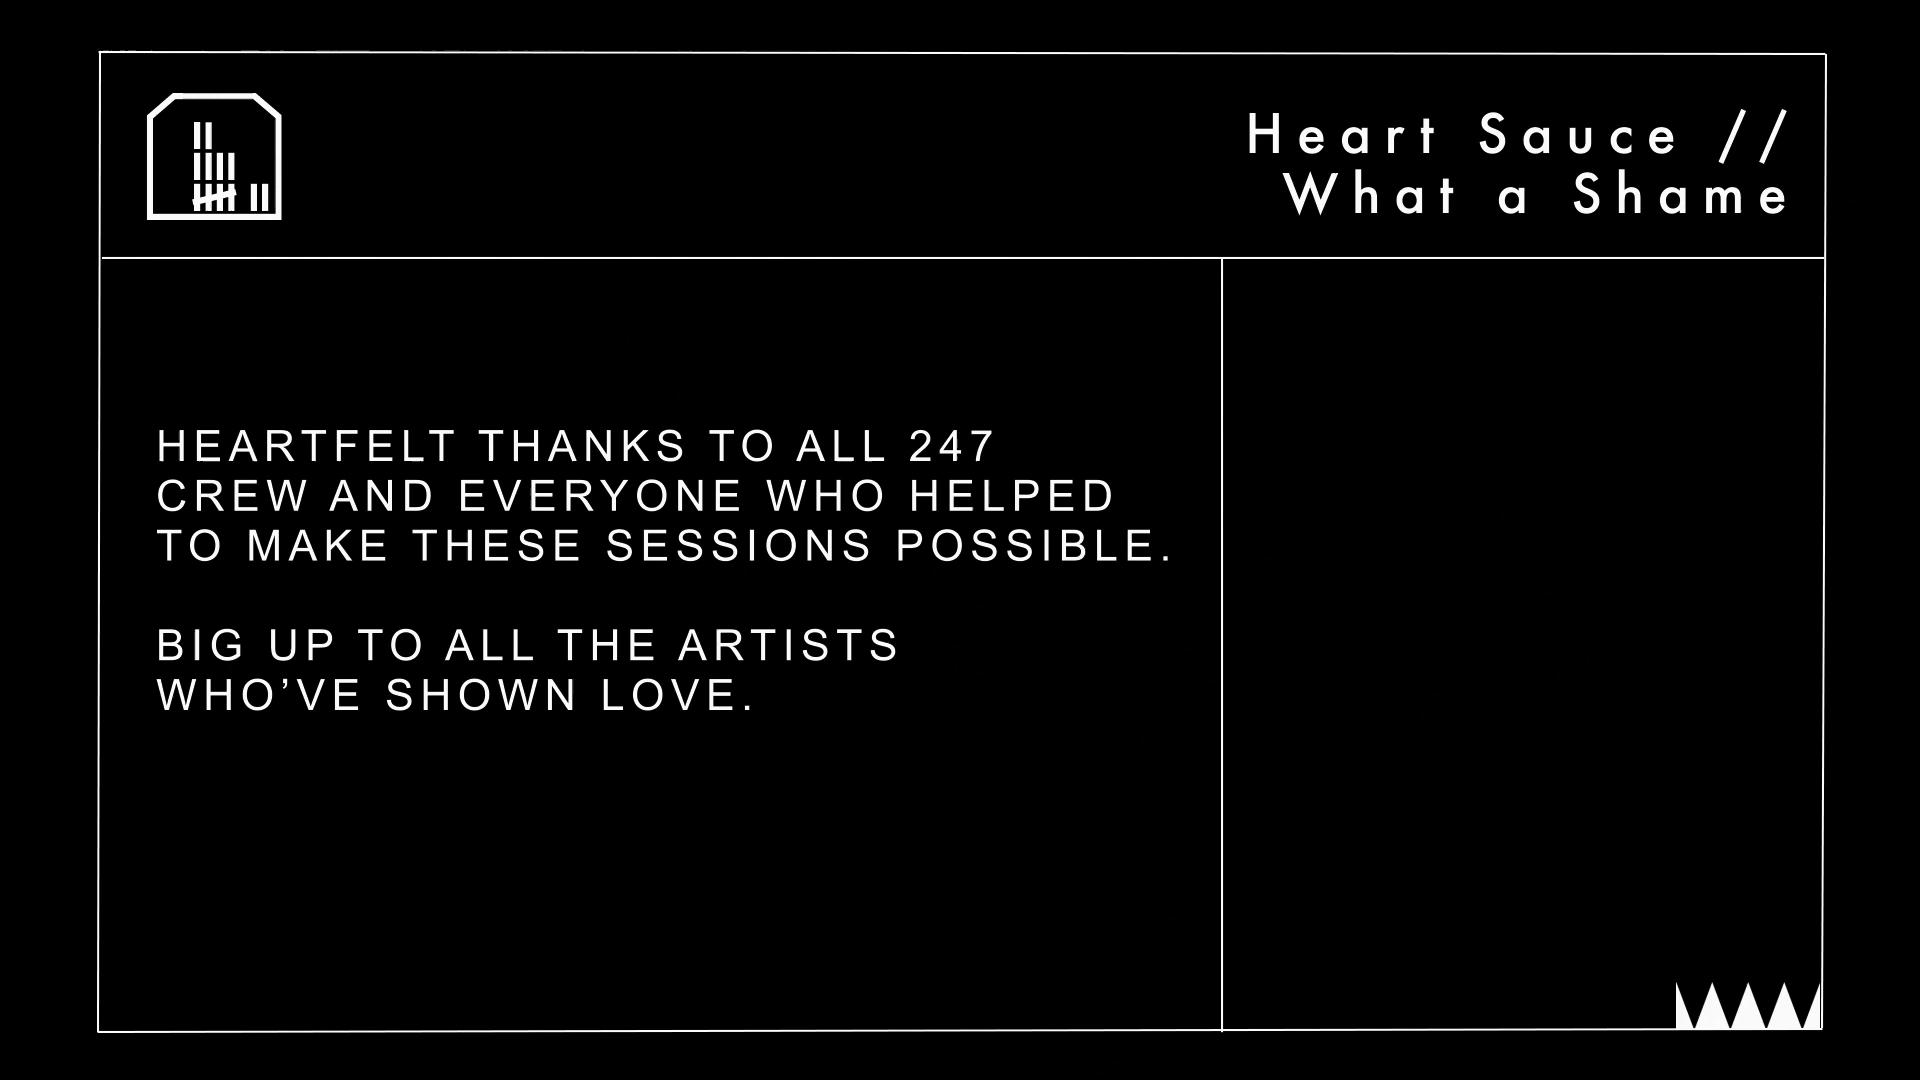 Heart Sauce //
What a Shame
HEARTFELT THANKS TO ALL 247
CREW AND EVERYONE WHO HELPED
TO MAKE THESE SESSIONS POSSIBLE.
BIG UP TO ALL THE ARTISTS
WHO’VE SHOWN LOVE.